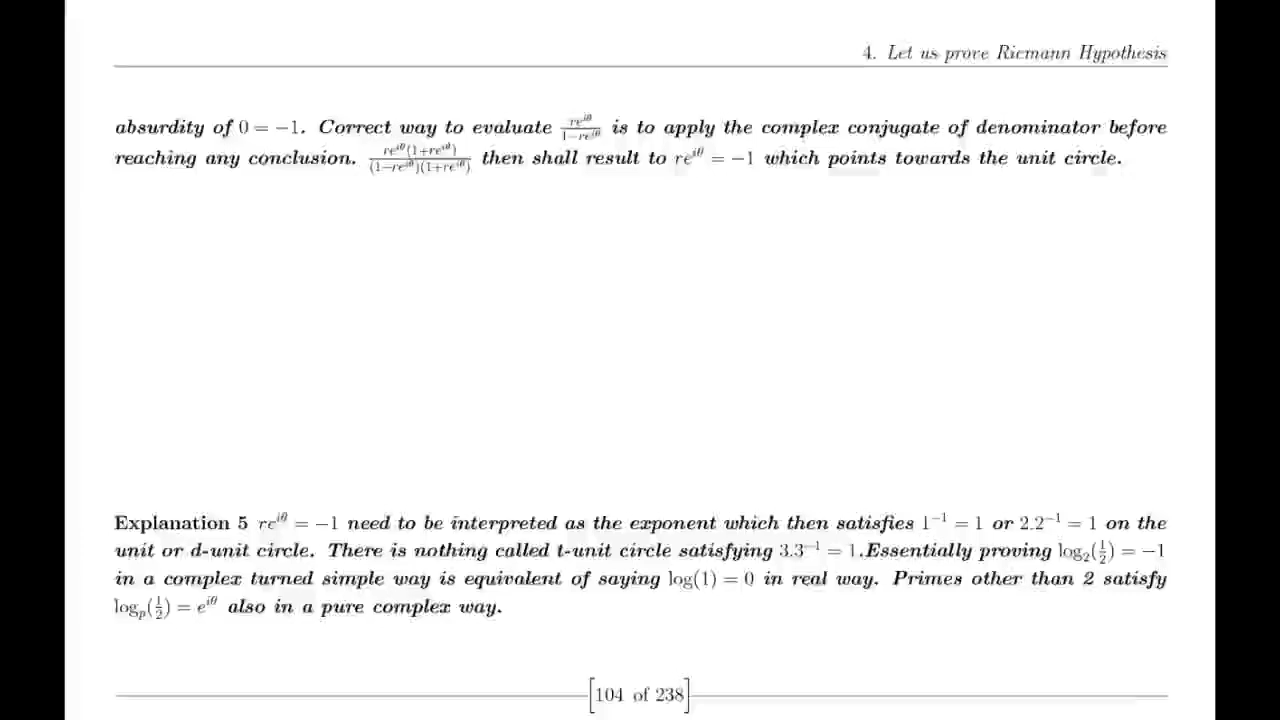 4. Let us prove Riemann Hypothesis
absurdity of 0 = −1. Correct way to evaluate re^{iθ}/(1−re^{iθ}) is to apply the complex conjugate of denominator before
reaching any conclusion. re^{iθ}(1+re^{iθ})/((1−re^{iθ})(1+re^{iθ})) then shall result to re^{iθ} = −1 which points towards the unit circle.
Explanation 5 re^{iθ} = −1 need to be interpreted as the exponent which then satisfies 1^{−1} = 1 or 2.2^{−1} = 1 on the
unit or d-unit circle. There is nothing called t-unit circle satisfying 3.3^{−1} = 1.Essentially proving log_2(1/2) = −1
in a complex turned simple way is equivalent of saying log(1) = 0 in real way. Primes other than 2 satisfy
log_p(1/2) = e^{iθ} also in a pure complex way.
[104 of 238]